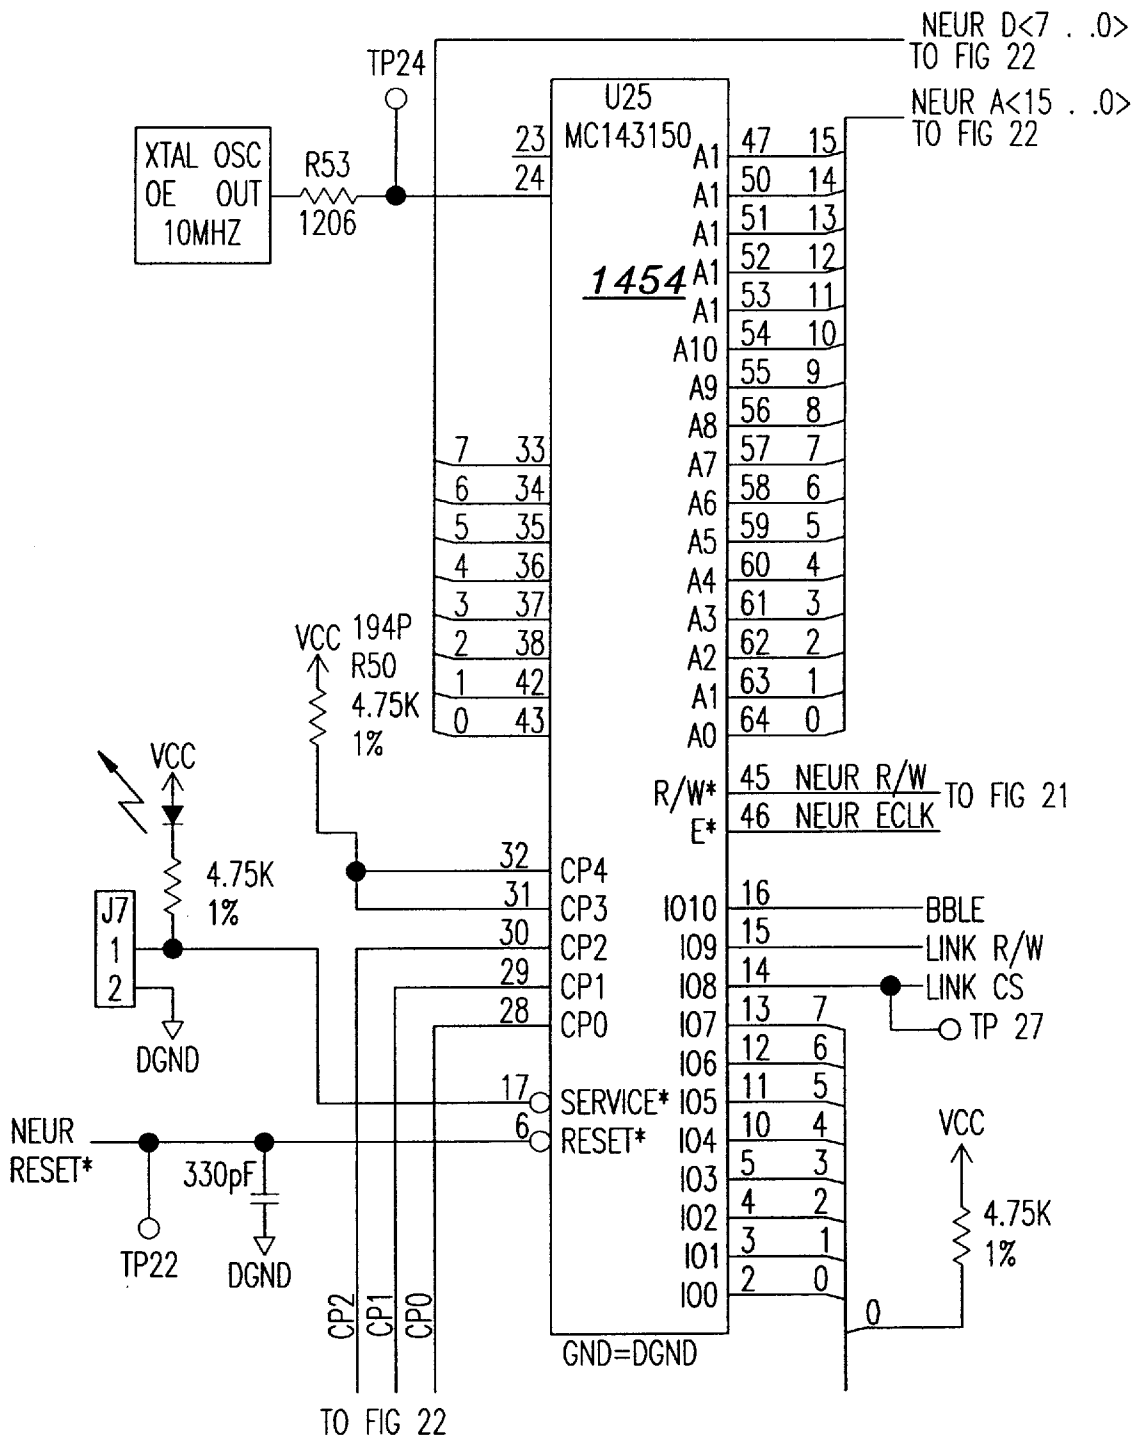 NEUR D<7 . .0>
TO FIG 22
NEUR A<15 . .0>
TO FIG 22
TP24
U25
MC143150
1454
XTAL OSC
OE OUT
10MHZ
R53
1206
23
24
A1 47 15
A1 50 14
A1 51 13
A1 52 12
A1 53 11
A10 54 10
A9 55 9
A8 56 8
A7 57 7
A6 58 6
A5 59 5
A4 60 4
A3 61 3
A2 62 2
A1 63 1
A0 64 0
7 33
6 34
5 35
4 36
3 37
2 38
1 42
0 43
VCC
194P
R50
4.75K
1%
R/W* 45 NEUR R/W
E* 46 NEUR ECLK
TO FIG 21
VCC
4.75K
1%
J7
1
2
DGND
32 CP4
31 CP3
30 CP2
29 CP1
28 CP0
17 SERVICE*
6 RESET*
IO10 16 BBLE
IO9 15 LINK R/W
IO8 14 LINK CS
TP 27
IO7 13 7
IO6 12 6
IO5 11 5
IO4 10 4
IO3 5 3
IO2 4 2
IO1 3 1
IO0 2 0
0
VCC
4.75K
1%
NEUR
RESET*
TP22
330pF
DGND
CP2
CP1
CP0
TO FIG 22
GND=DGND